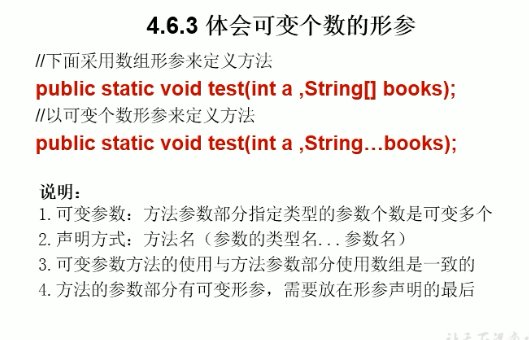 4.6.3 体会可变个数的形参
//下面采用数组形参来定义方法
public static void test(int a ,String[] books);
//以可变个数形参来定义方法
public static void test(int a ,String…books);
说明：
1. 可变参数：方法参数部分指定类型的参数个数是可变多个
2. 声明方式：方法名（参数的类型名...参数名）
3. 可变参数方法的使用与方法参数部分使用数组是一致的
4. 方法的参数部分有可变形参，需要放在形参声明的最后